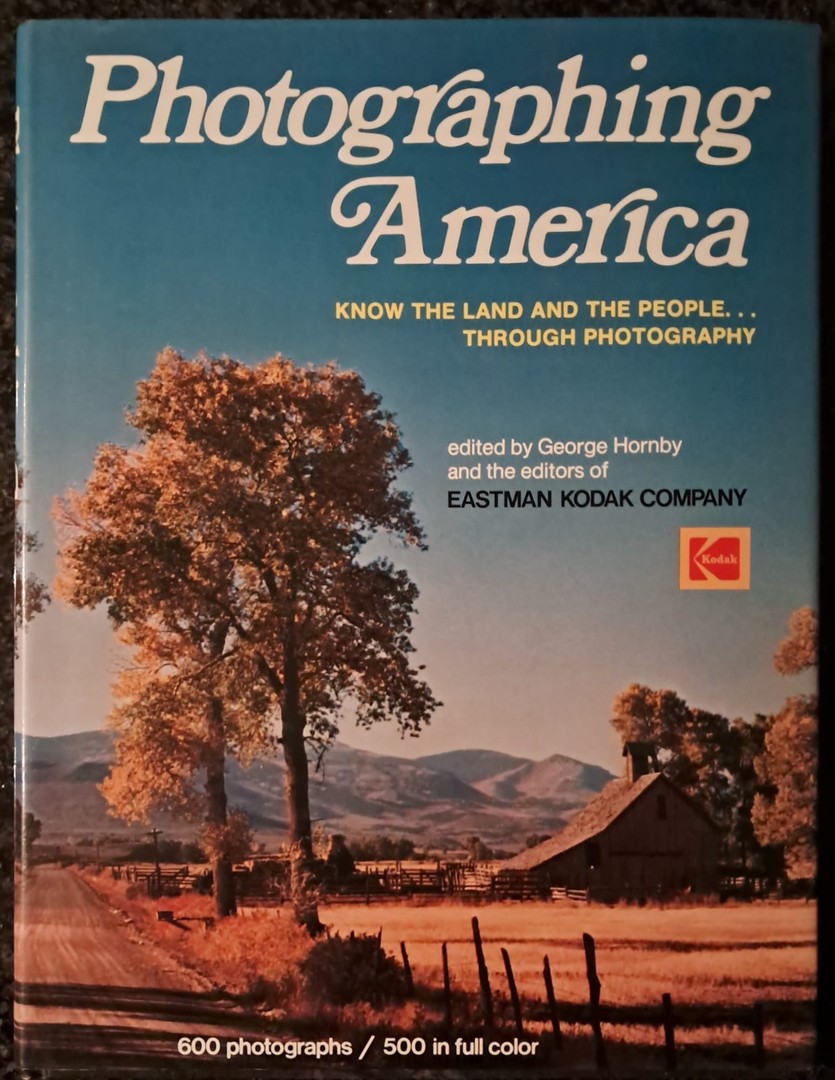 Photographing
America
KNOW THE LAND AND THE PEOPLE...
THROUGH PHOTOGRAPHY
edited by George Hornby
and the editors of
EASTMAN KODAK COMPANY
Kodak
600 photographs / 500 in full color